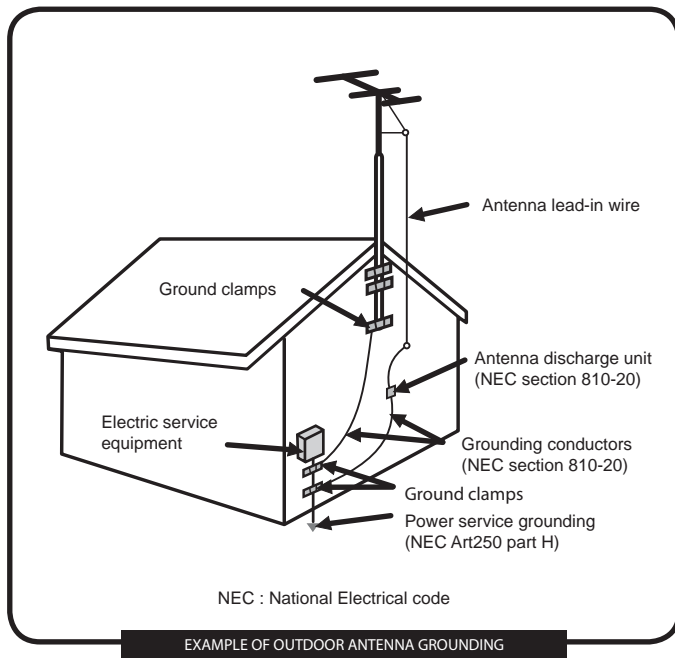 Antenna lead-in wire
Ground clamps
Antenna discharge unit
(NEC section 810-20)
Electric service
equipment
Grounding conductors
(NEC section 810-20)
Ground clamps
Power service grounding
(NEC Art250 part H)
NEC : National Electrical code
EXAMPLE OF OUTDOOR ANTENNA GROUNDING